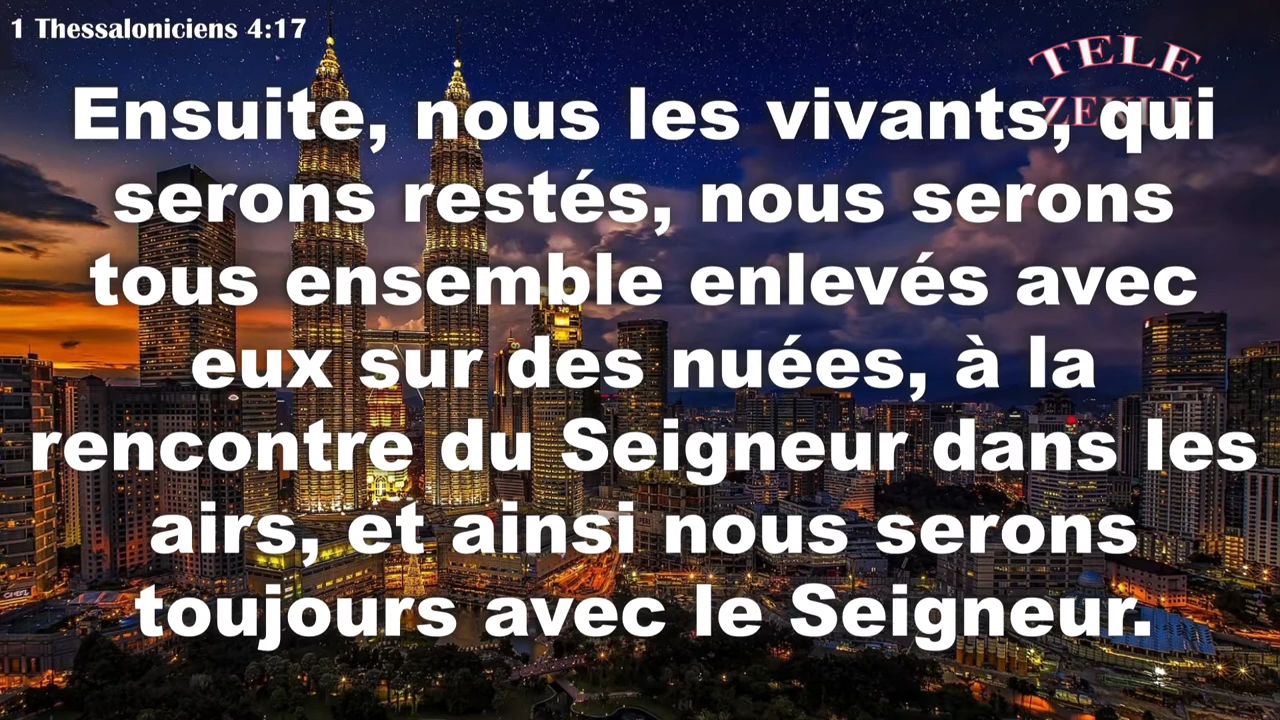 1 Thessaloniciens 4:17
TELE
Ensuite, nous les vivants, qui
serons restés, nous serons
tous ensemble enlevés avec
eux sur des nuées, à la
rencontre du Seigneur dans les
airs, et ainsi nous serons
toujours avec le Seigneur.